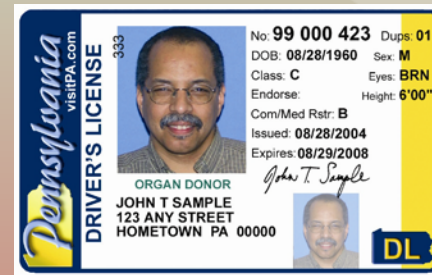 Pennsylvania
visitPA.com
DRIVER'S LICENSE
333
No: 99 000 423 Dups: 01
DOB: 08/28/1960 Sex: M
Class: C Eyes: BRN
Endorse: Height: 6'00"
Com/Med Rstr: B
Issued: 08/28/2004
Expires: 08/29/2008
John T. Sample
ORGAN DONOR
JOHN T SAMPLE
123 ANY STREET
HOMETOWN PA 00000
DL